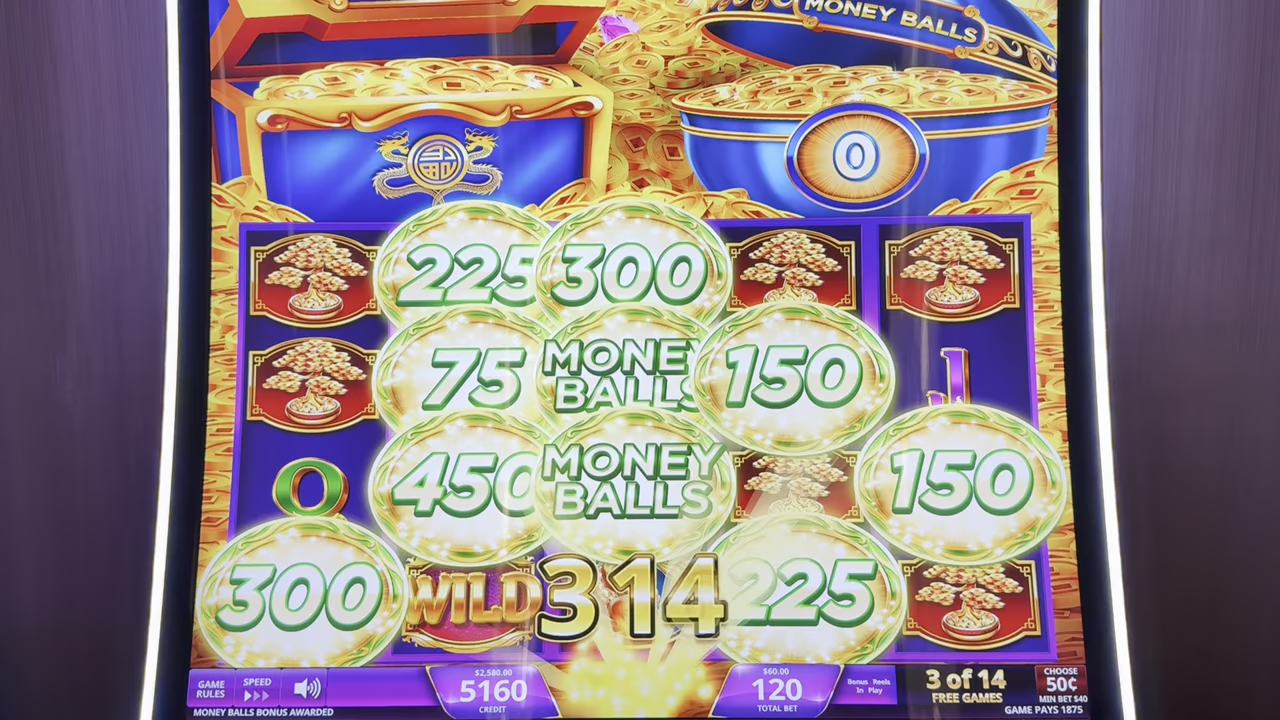 MONEY BALLS
0
225
300
75
MONEY
BALLS
150
J
450
MONEY
BALLS
150
O
300
WILD
314
225
GAME
RULES
SPEED
$2,580.00
5160
CREDIT
$60.00
120
TOTAL BET
Bonus Reels
In Play
3 of 14
FREE GAMES
CHOOSE
50¢
MIN BET $40
MONEY BALLS BONUS AWARDED
GAME PAYS 1875